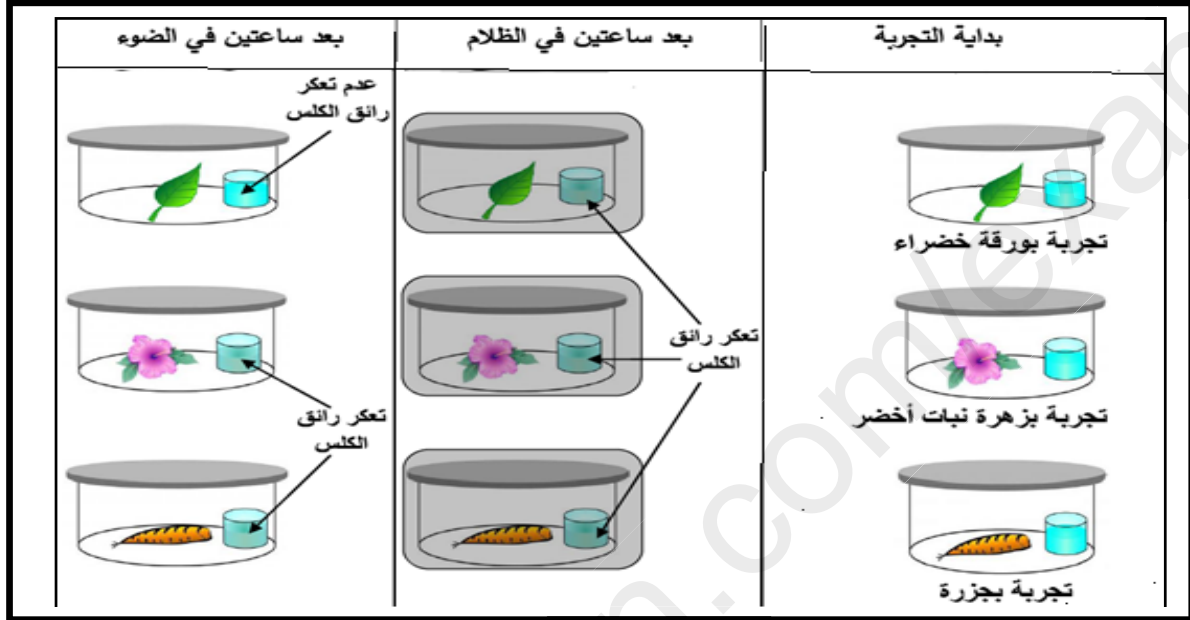 بداية التجربة
بعد ساعتين في الظلام
بعد ساعتين في الضوء
عدم تعكر
رائق الكلس
تجربة بورقة خضراء
تعكر رائق
الكلس
تجربة بزهرة نبات أخضر
تعكر رائق
الكلس
تجربة بجزرة